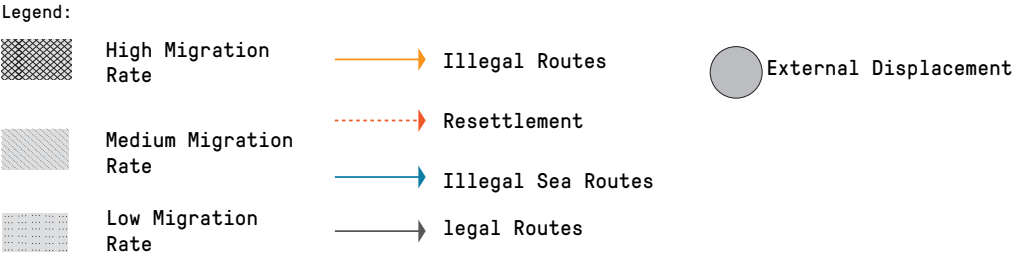 Legend:
High Migration
Rate
Medium Migration
Rate
Low Migration
Rate
Illegal Routes
Resettlement
Illegal Sea Routes
legal Routes
External Displacement